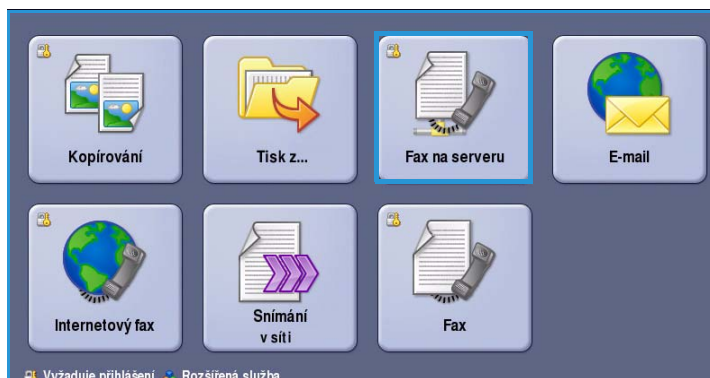 Kopírování
Tisk z...
Fax na serveru
E-mail
Internetový fax
Snímání
v síti
Fax
Vyžaduje přihlášení Rozšířená služba